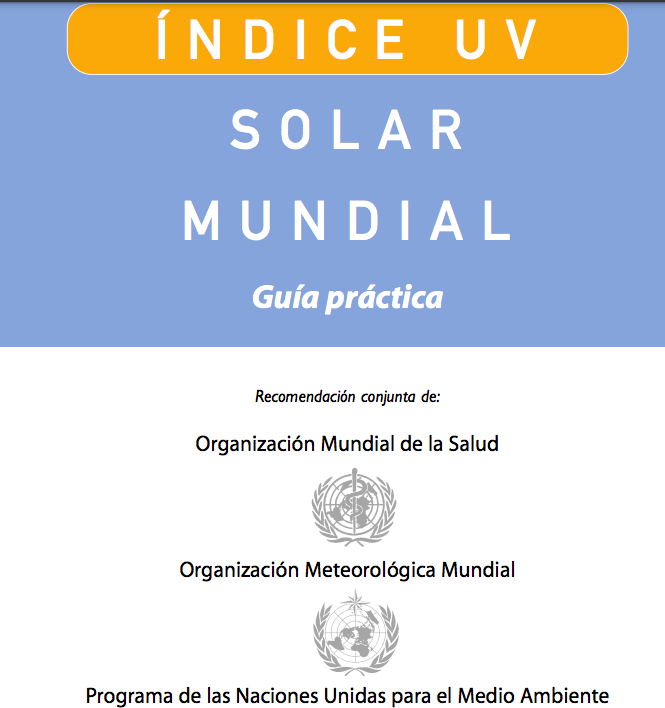 ÍNDICE UV
SOLAR
MUNDIAL
Guía práctica
Recomendación conjunta de:
Organización Mundial de la Salud
Organización Meteorológica Mundial
Programa de las Naciones Unidas para el Medio Ambiente